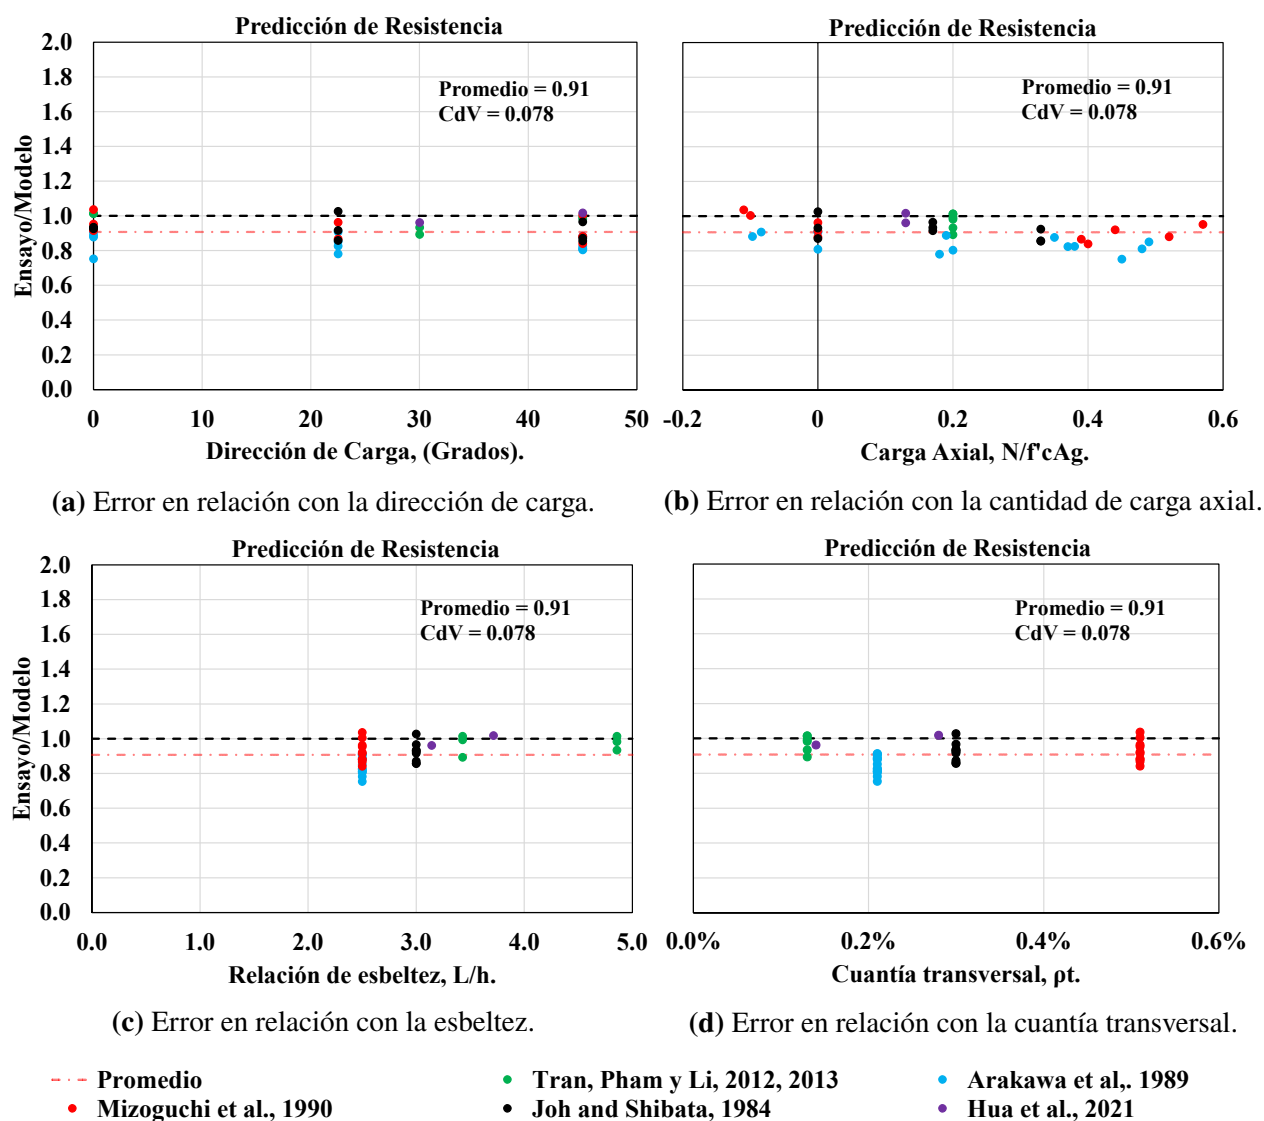 Predicción de Resistencia
2.0
1.8
1.6
1.4
1.2
1.0
0.8
0.6
0.4
0.2
0.0
Ensayo/Modelo
Promedio = 0.91
CdV = 0.078
0 10 20 30 40 50
Dirección de Carga, (Grados).
(a) Error en relación con la dirección de carga.
Predicción de Resistencia
Promedio = 0.91
CdV = 0.078
-0.2 0 0.2 0.4 0.6
Carga Axial, N/f'cAg.
(b) Error en relación con la cantidad de carga axial.
Predicción de Resistencia
2.0
1.8
1.6
1.4
1.2
1.0
0.8
0.6
0.4
0.2
0.0
Ensayo/Modelo
Promedio = 0.91
CdV = 0.078
0.0 1.0 2.0 3.0 4.0 5.0
Relación de esbeltez, L/h.
(c) Error en relación con la esbeltez.
Predicción de Resistencia
Promedio = 0.91
CdV = 0.078
0.0% 0.2% 0.4% 0.6%
Cuantía transversal, ρt.
(d) Error en relación con la cuantía transversal.
Promedio
Tran, Pham y Li, 2012, 2013
Arakawa et al,. 1989
Mizoguchi et al., 1990
Joh and Shibata, 1984
Hua et al., 2021